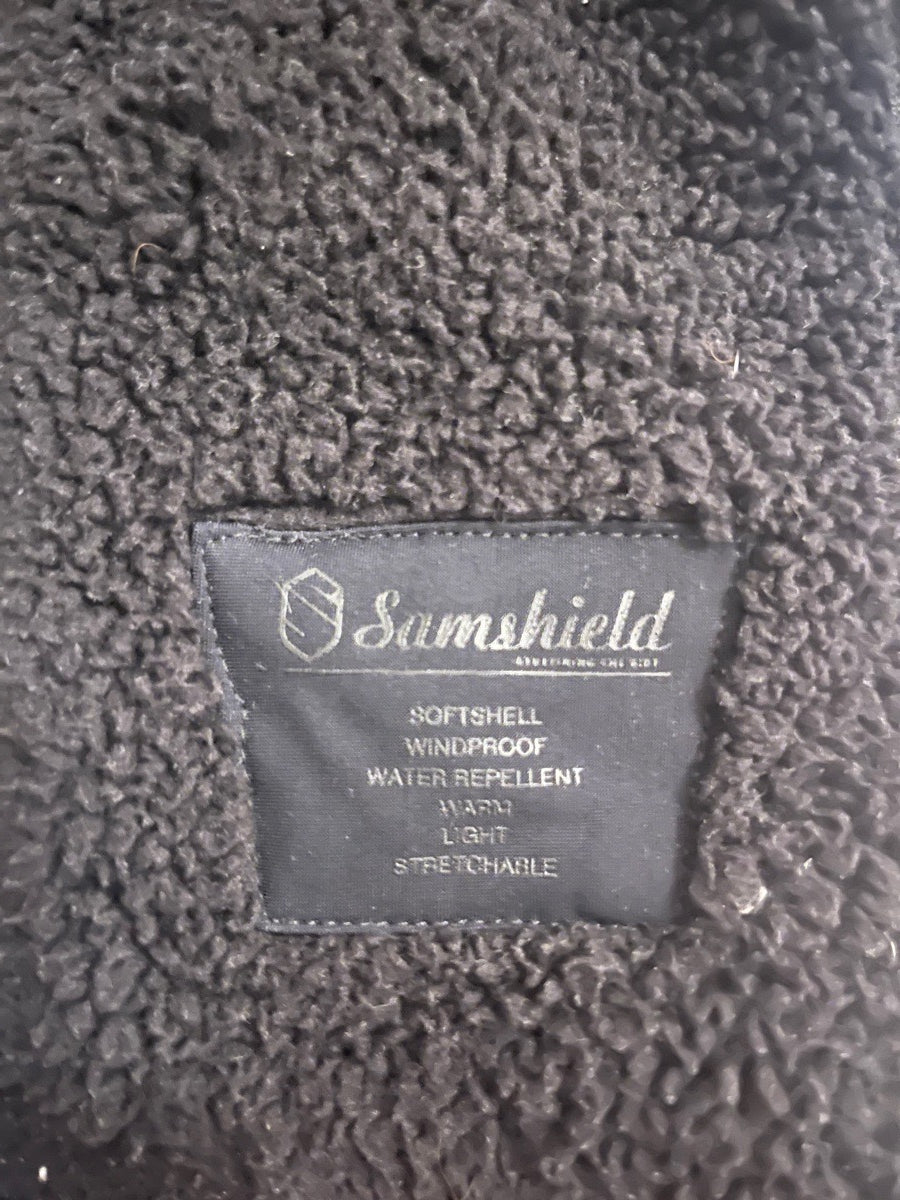 Samshield
SOFTSHELL
WINDPROOF
WATER REPELLENT
WARM
LIGHT
STRETCHABLE